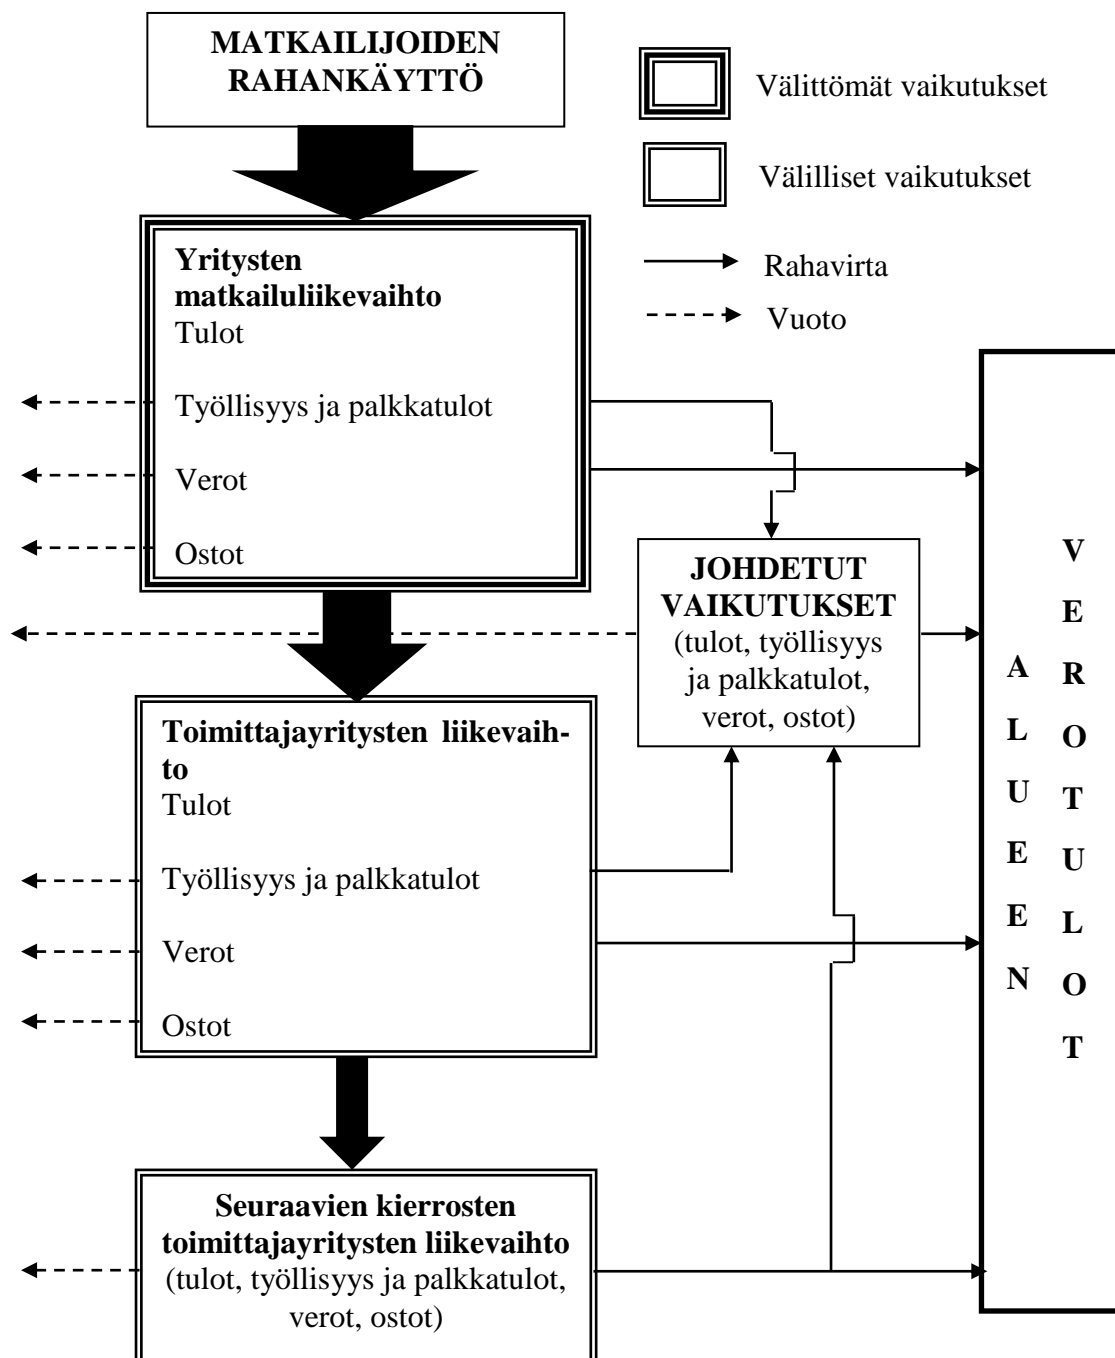 MATKAILIJOIDEN
RAHANKÄYTTÖ
Välittömät vaikutukset
Välilliset vaikutukset
Rahavirta
Vuoto
Yritysten
matkailuliikevaihto
Tulot
Työllisyys ja palkkatulot
Verot
Ostot
JOHDETUT
VAIKUTUKSET
(tulot, työllisyys
ja palkkatulot,
verot, ostot)
Toimittajayritysten liikevaih-
to
Tulot
Työllisyys ja palkkatulot
Verot
Ostot
Seuraavien kierrosten
toimittajayritysten liikevaihto
(tulot, työllisyys ja palkkatulot,
verot, ostot)
ALUEEN
VEROTULOT